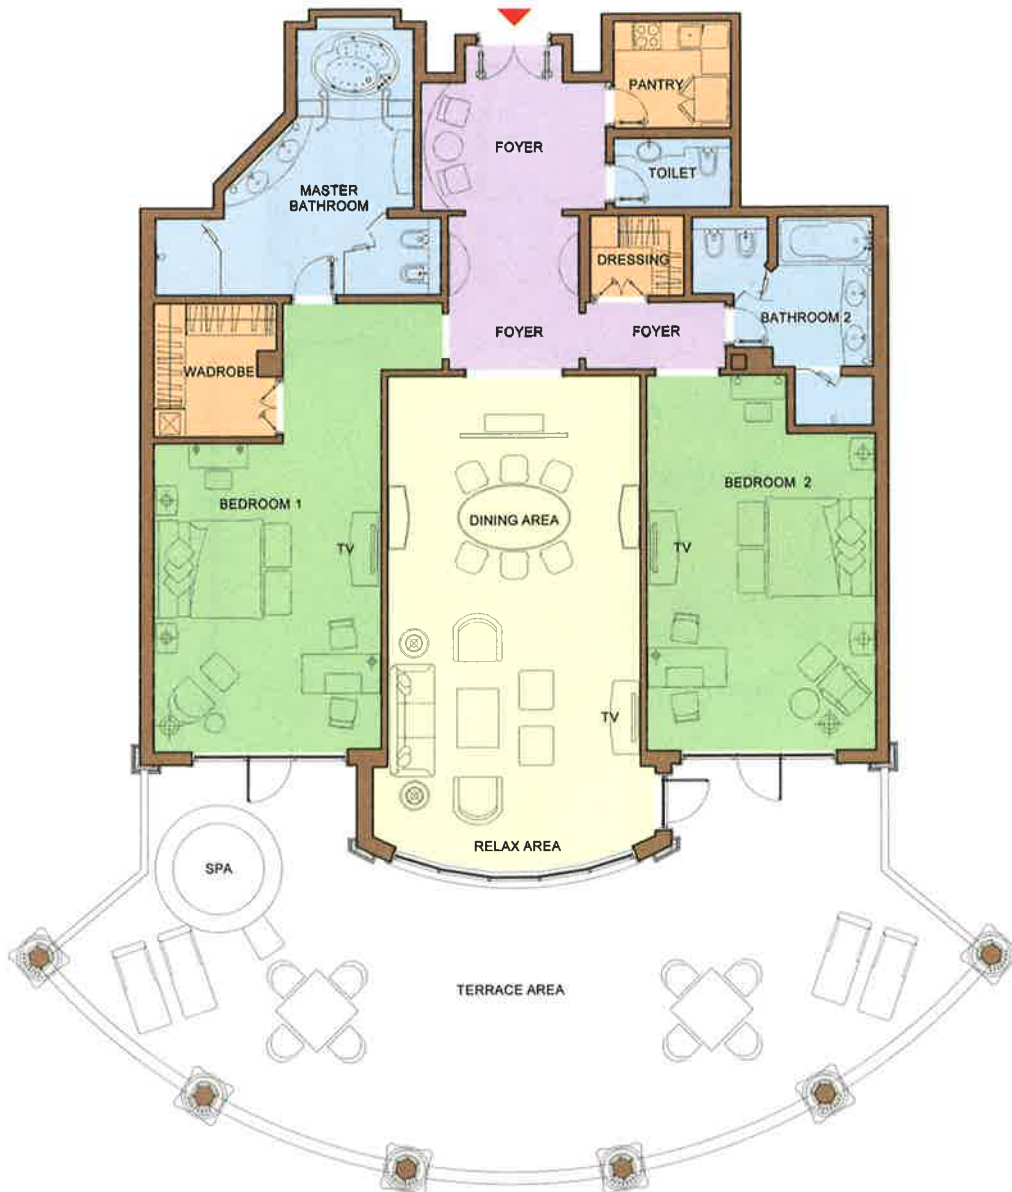 PANTRY
FOYER
TOILET
MASTER
BATHROOM
DRESSING
BATHROOM 2
FOYER
FOYER
WADROBE
BEDROOM 1
BEDROOM 2
DINING AREA
TV
TV
TV
RELAX AREA
SPA
TERRACE AREA